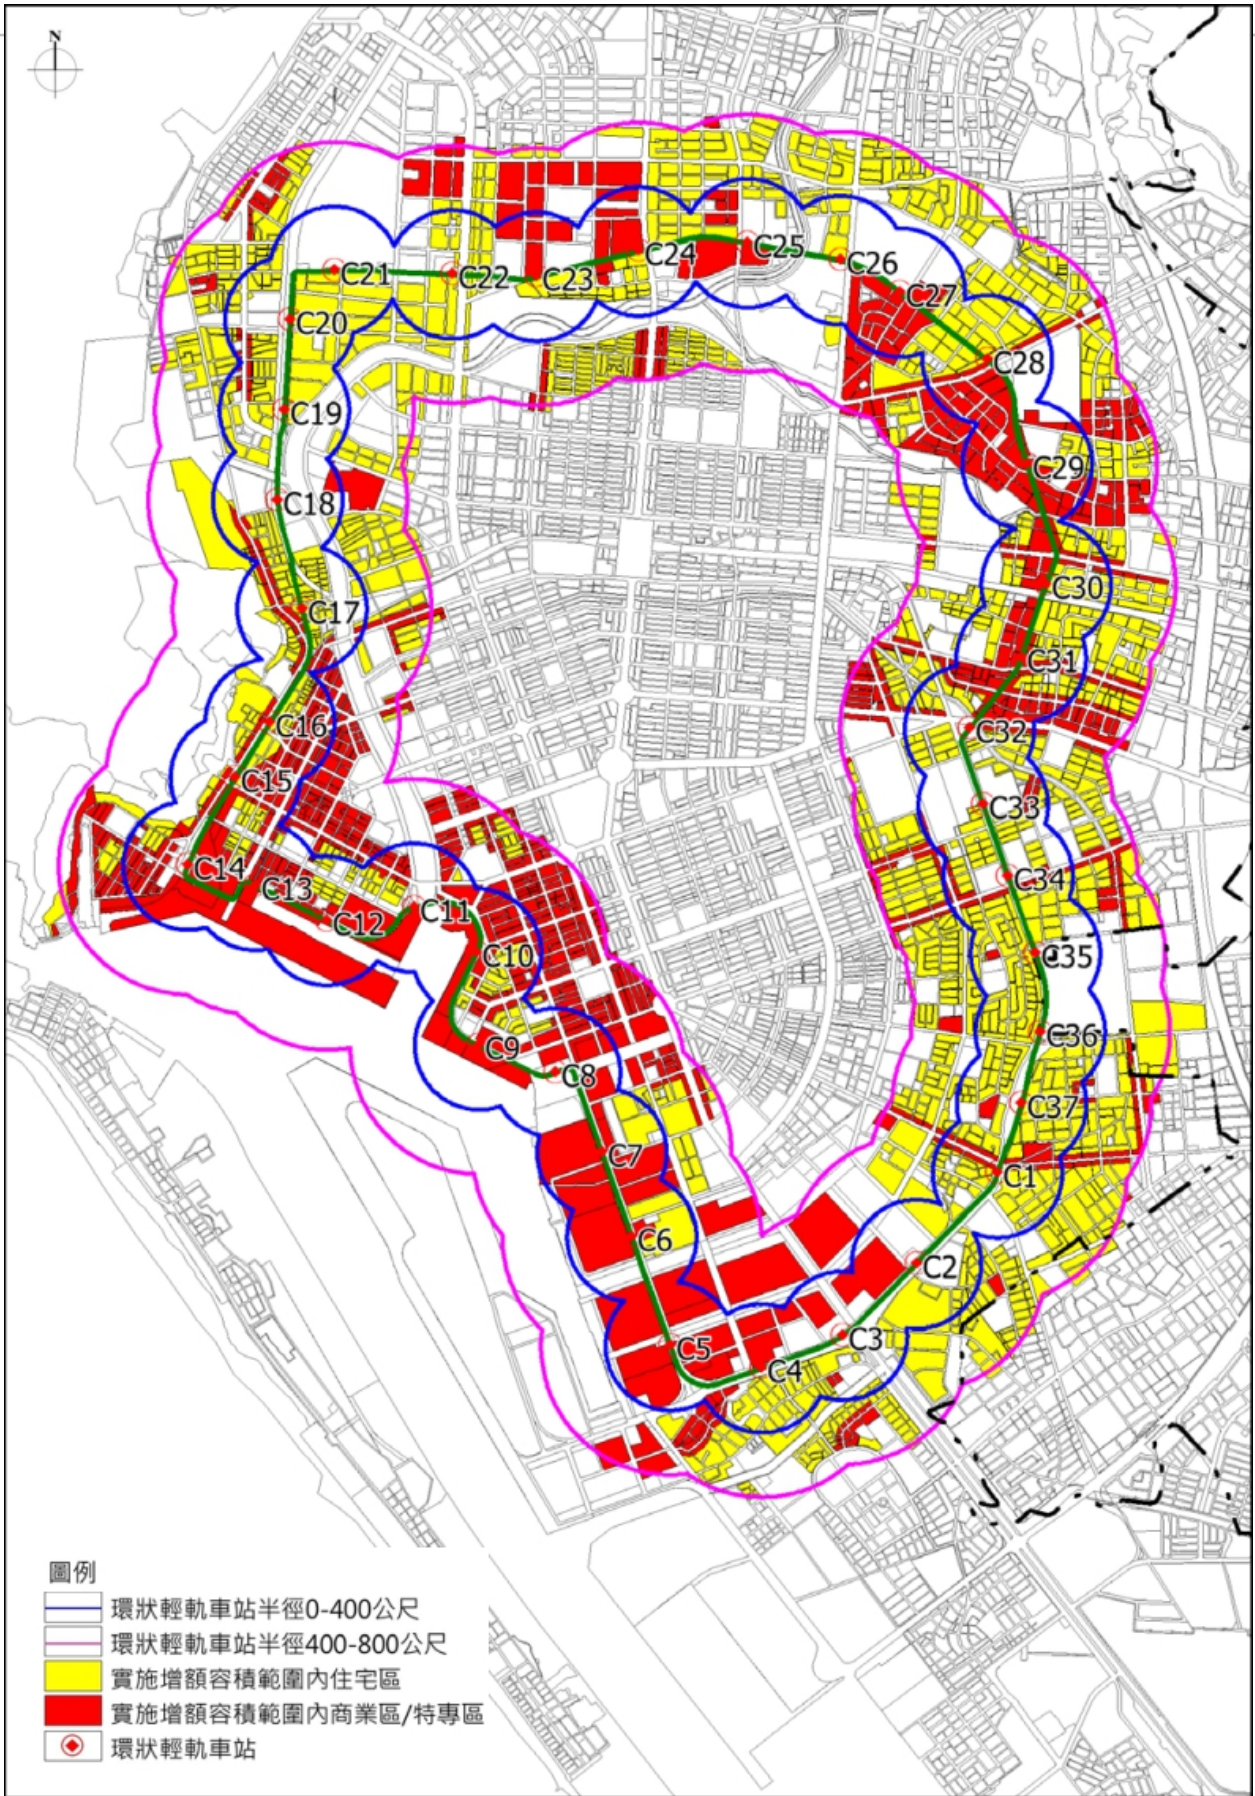 N
C25
C24
C26
C21
C22
C23
C27
C20
C28
C19
C29
C18
C30
C17
C31
C16
C32
C15
C33
C14
C34
C13
C11
C12
C10
C35
C36
C9
C8
C37
C7
C1
C6
C2
C3
C5
C4
圖例
環狀輕軌車站半徑0-400公尺
環狀輕軌車站半徑400-800公尺
實施增額容積範圍內住宅區
實施增額容積範圍內商業區/特專區
環狀輕軌車站